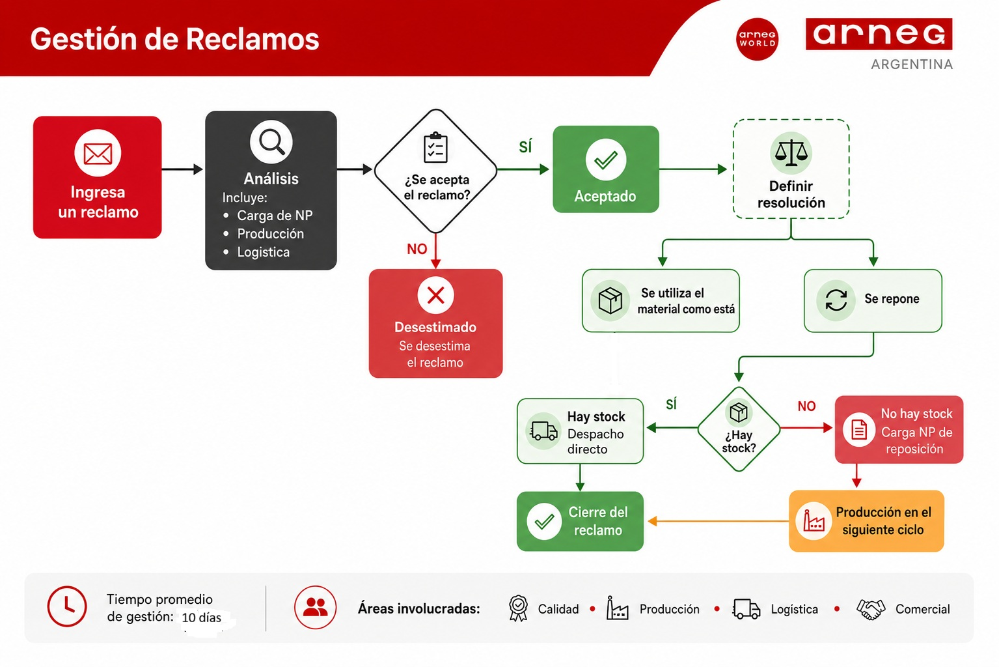 Gestión de Reclamos
arneg
WORLD
arneg
ARGENTINA
Ingresa
un reclamo
Análisis
Incluye:
• Carga de NP
• Producción
• Logistica
¿Se acepta
el reclamo?
SÍ
NO
Aceptado
Definir
resolución
Desestimado
Se desestima
el reclamo
Se utiliza el
material como está
Se repone
¿Hay
stock?
SÍ
NO
Hay stock
Despacho
directo
No hay stock
Carga NP de
reposición
Cierre del
reclamo
Producción en el
siguiente ciclo
Tiempo promedio
de gestión: 10 días
Áreas involucradas:
Calidad • Producción • Logística • Comercial